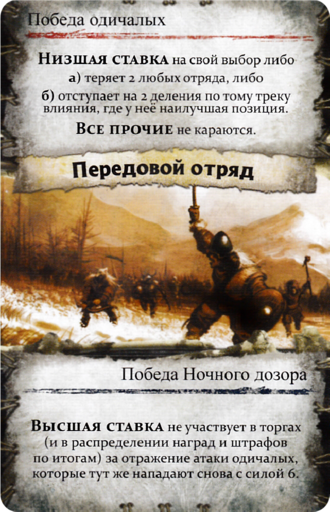 Победа одичалых
Низшая ставка на свой выбор либо
а) теряет 2 любых отряда, либо
б) отступает на 2 деления по тому треку
влияния, где у неё наилучшая позиция.
Все прочие не караются.
Передовой отряд
Победа Ночного дозора
Высшая ставка не участвует в торгах
(и в распределении наград и штрафов
по итогам) за отражение атаки одичалых,
которые тут же нападают снова с силой 6.